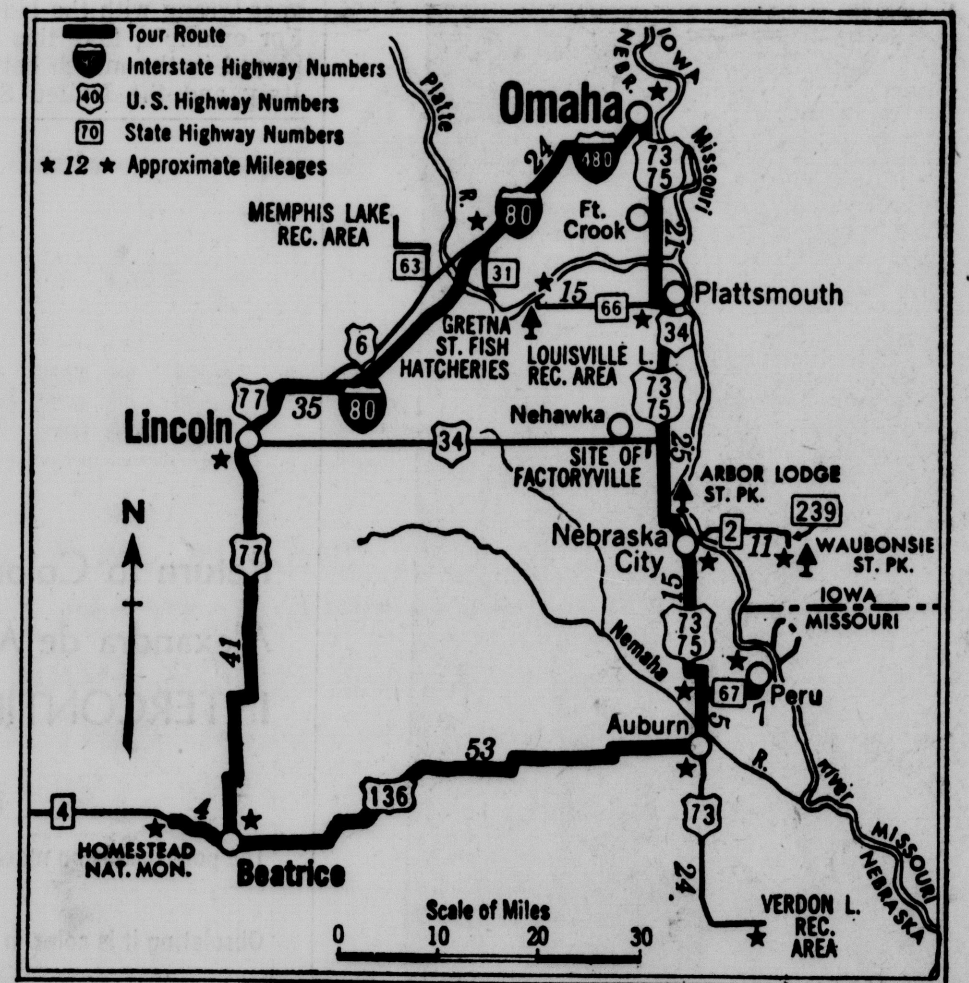 Tour Route
Interstate Highway Numbers
40 U. S. Highway Numbers
70 State Highway Numbers
★ 12 ★ Approximate Mileages
Platte
R.
NEBR.
IOWA
Omaha
Missouri
24
480
80
73
75
MEMPHIS LAKE
REC. AREA
63
31
Ft.
Crook
21
15
66
Plattsmouth
34
GRETNA
ST. FISH
HATCHERIES
LOUISVILLE L.
REC. AREA
6
77
35
80
73
75
Lincoln
34
Nehawka
SITE OF
FACTORYVILLE
25
ARBOR LODGE
ST. PK.
N
77
Nebraska
City
2
11
239
WAUBONSIE
ST. PK.
IOWA
MISSOURI
15
73
75
41
Nemaha
R.
67
7
Peru
5
Auburn
53
136
River
MISSOURI
NEBRASKA
4
4
HOMESTEAD
NAT. MON.
Beatrice
73
24
VERDON L.
REC.
AREA
Scale of Miles
0 10 20 30